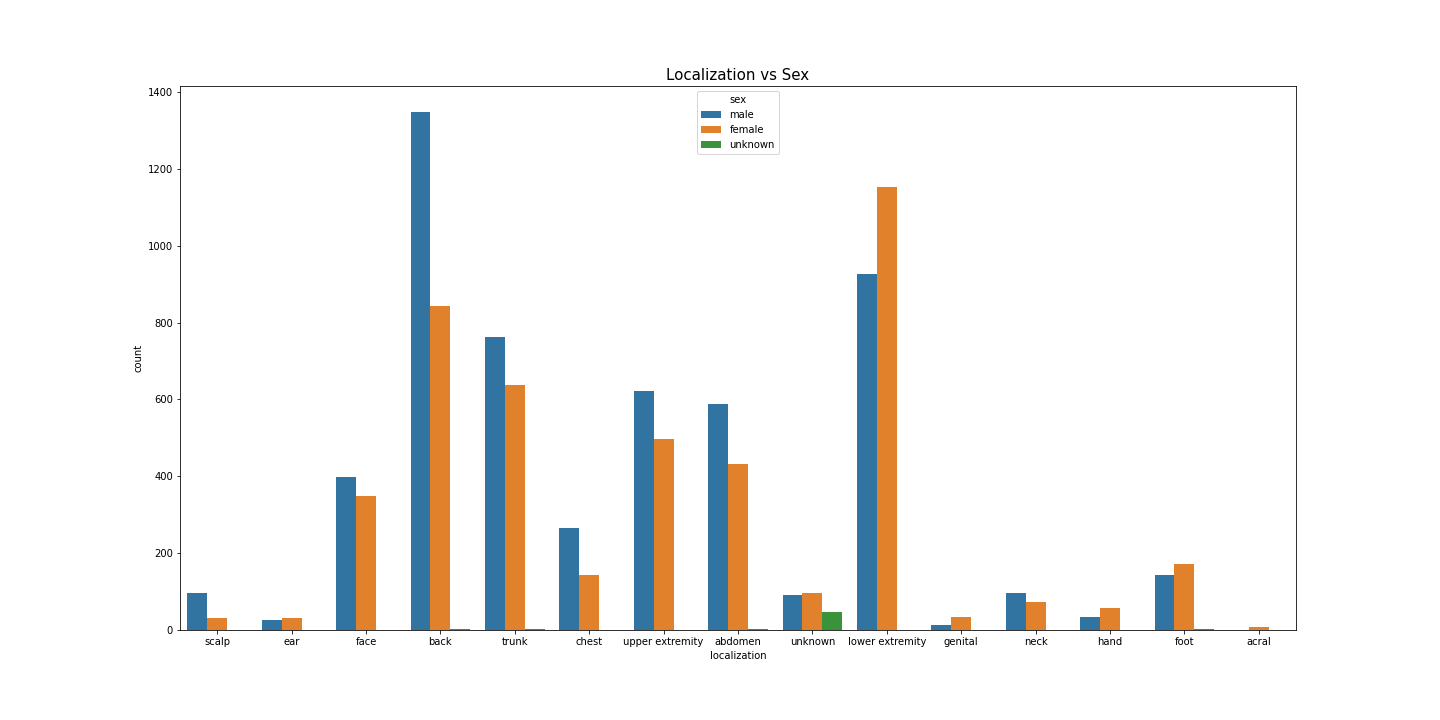 Localization vs Sex
sex
male
female
unknown
1400
1200
1000
800
600
400
200
0
count
scalp ear face back trunk chest upper extremity abdomen unknown lower extremity genital neck hand foot acral
localization